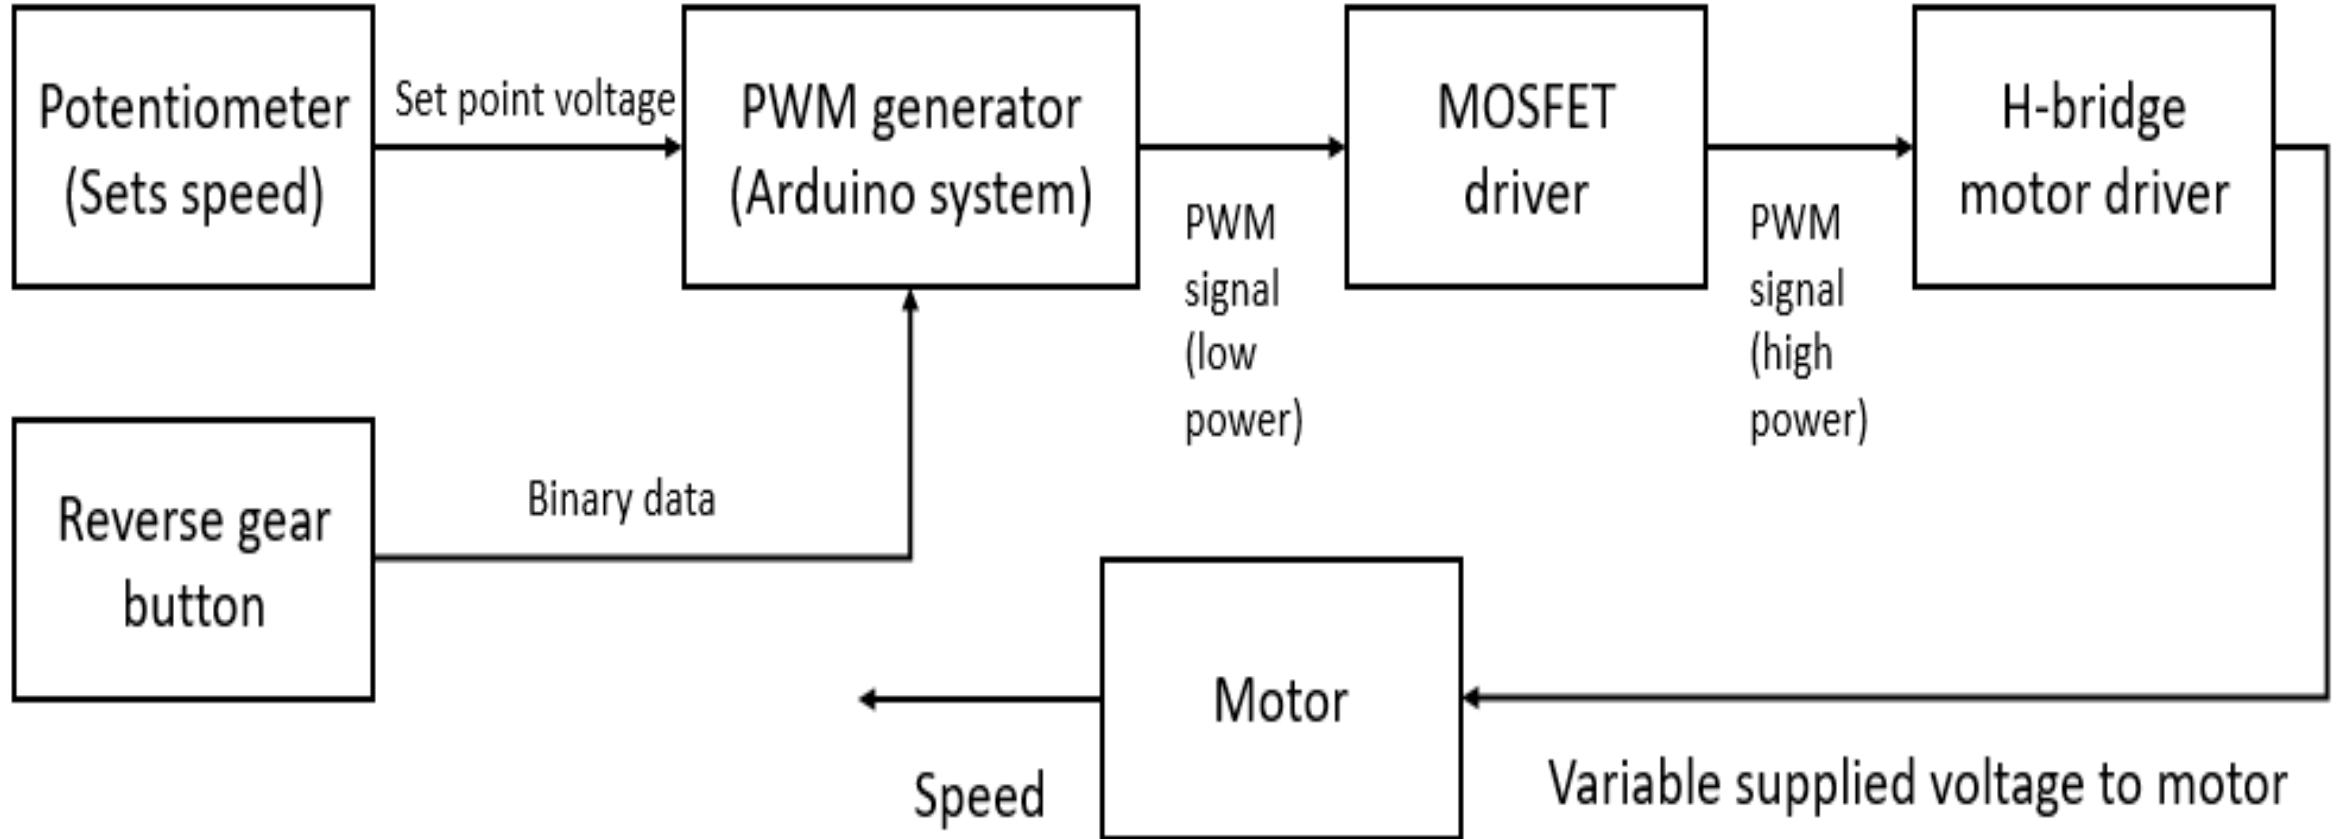 Potentiometer
(Sets speed)
Set point voltage
PWM generator
(Arduino system)
PWM
signal
(low
power)
MOSFET
driver
PWM
signal
(high
power)
H-bridge
motor driver
Reverse gear
button
Binary data
Motor
Speed
Variable supplied voltage to motor